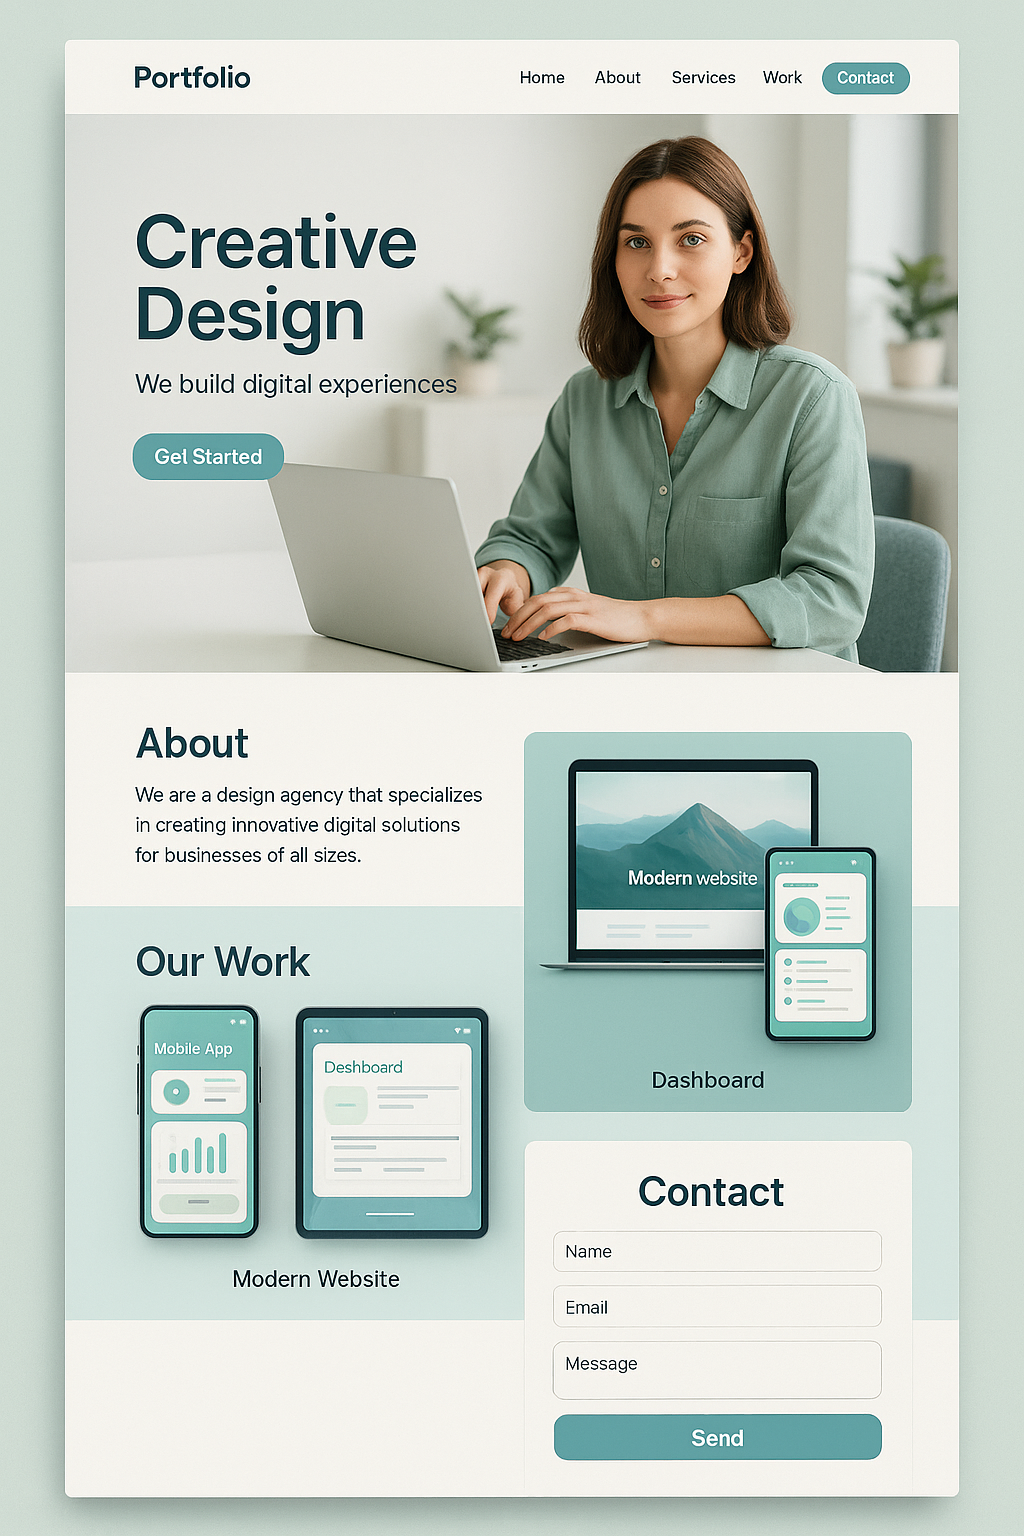 Portfolio
Home About Services Work Contact
Creative
Design
We build digital experiences
Get Started
About
We are a design agency that specializes
in creating innovative digital solutions
for businesses of all sizes.
Modern website
Dashboard
Our Work
Mobile App
Deshboard
Modern Website
Contact
Name
Email
Message
Send